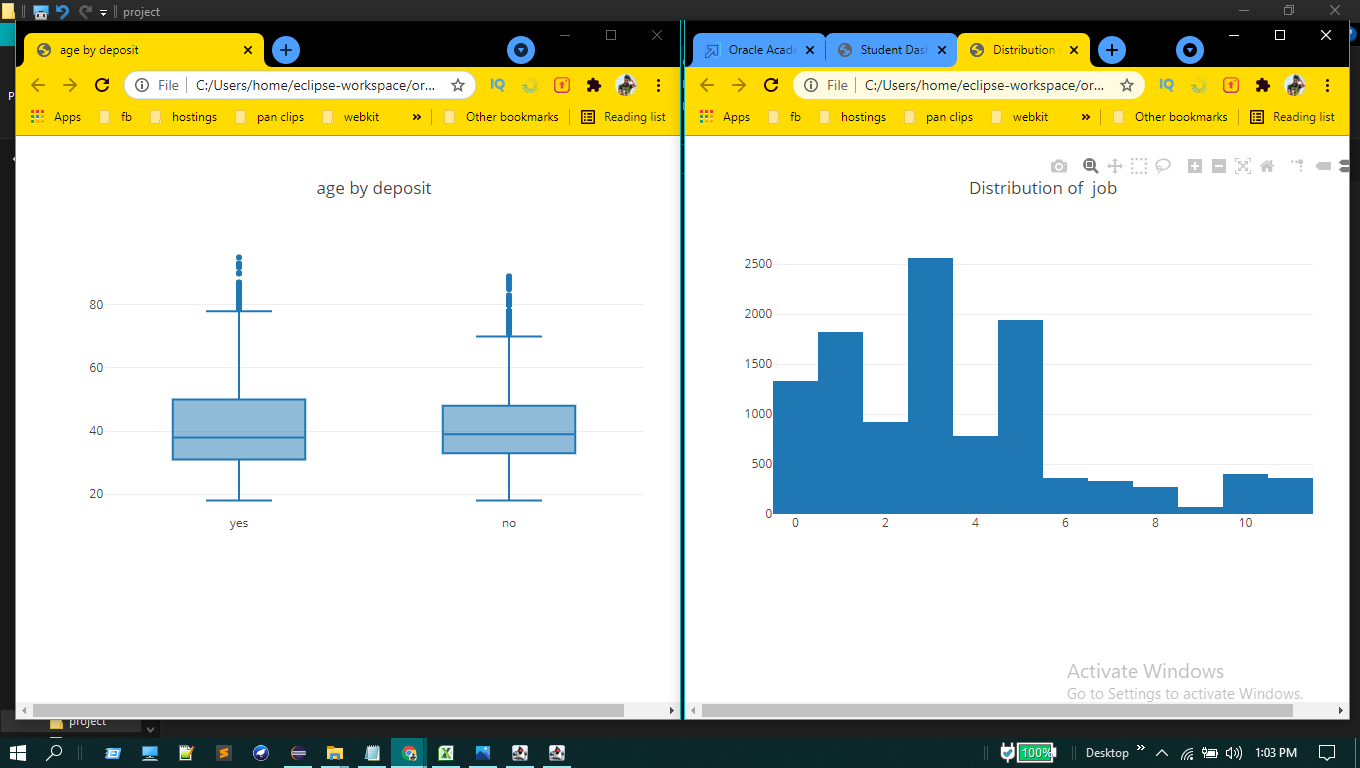 project
age by deposit
Oracle Acade
Student Dash
Distribution
File C:/Users/home/eclipse-workspace/or...
File C:/Users/home/eclipse-workspace/or...
Apps fb hostings pan clips webkit » Other bookmarks Reading list
Apps fb hostings pan clips webkit » Other bookmarks Reading list
age by deposit
80
60
40
20
yes no
Distribution of  job
2500
2000
1500
1000
500
0
0 2 4 6 8 10
Activate Windows
Go to Settings to activate Windows.
project
100%
Desktop »
1:03 PM